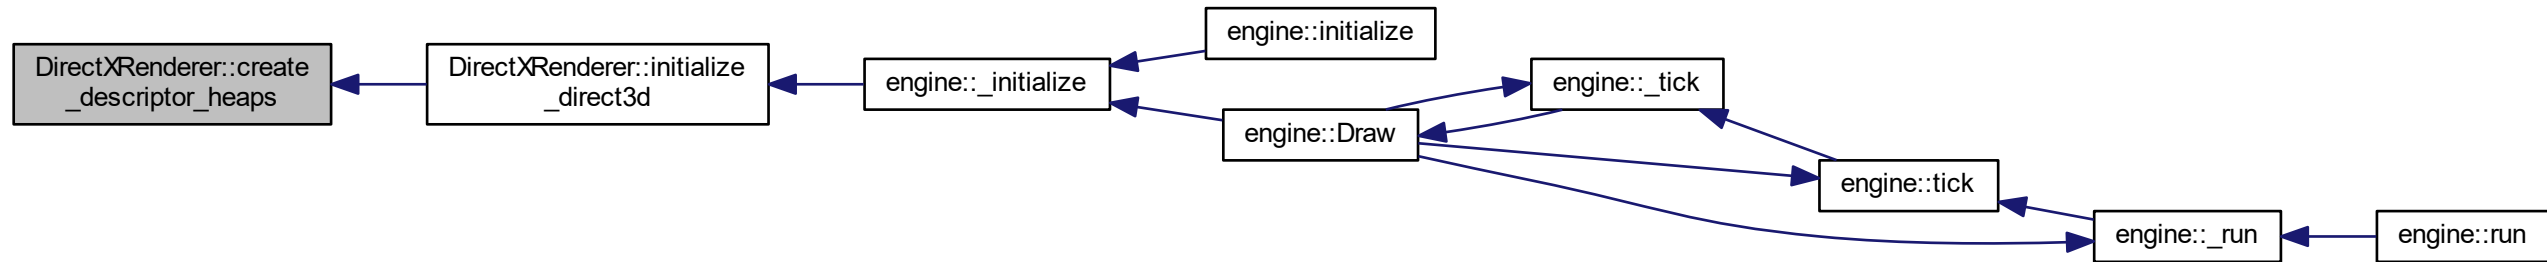 DirectXRenderer::create
_descriptor_heaps
DirectXRenderer::initialize
_direct3d
engine::_initialize
engine::initialize
engine::Draw
engine::_tick
engine::tick
engine::_run
engine::run